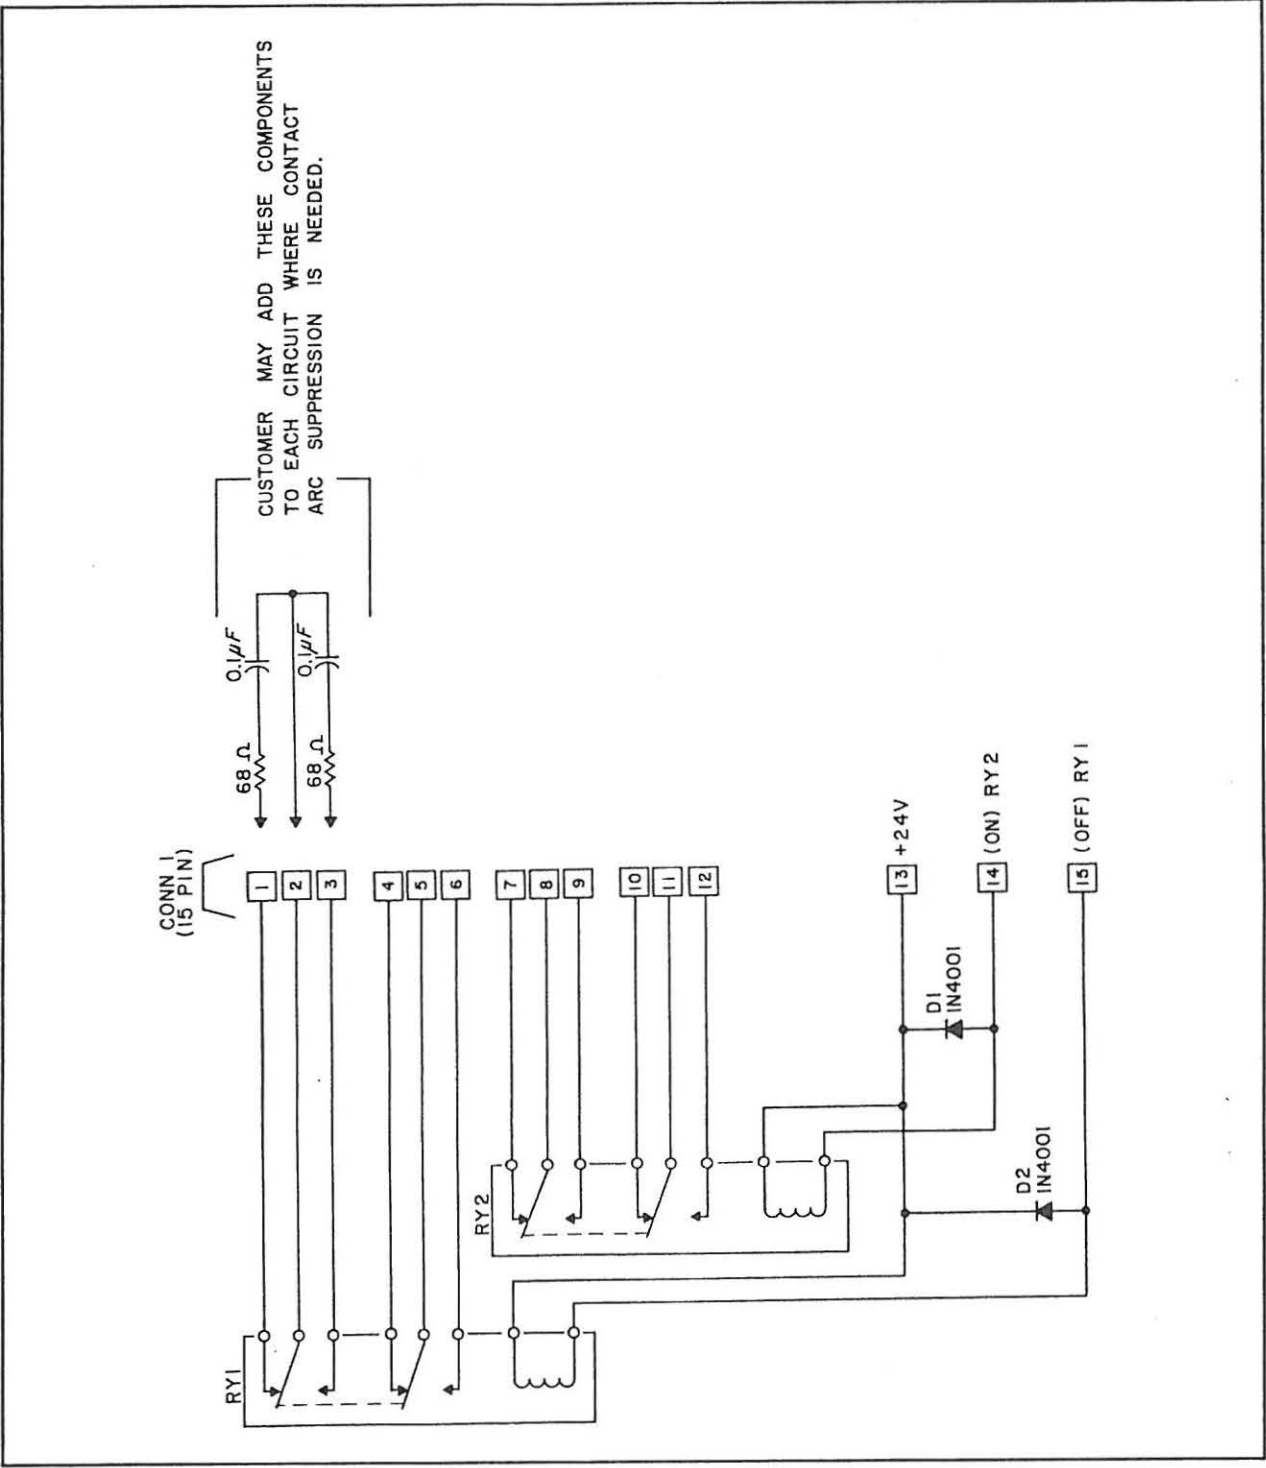 CUSTOMER MAY ADD THESE COMPONENTS
TO EACH CIRCUIT WHERE CONTACT
ARC SUPPRESSION IS NEEDED.
0.1µF
0.1µF
68 Ω
68 Ω
CONN 1
(15 PIN)
1
2
3
4
5
6
7
8
9
10
11
12
13 +24V
14 (ON) RY2
15 (OFF) RY1
D1
IN4001
D2
IN4001
RY2
RY1